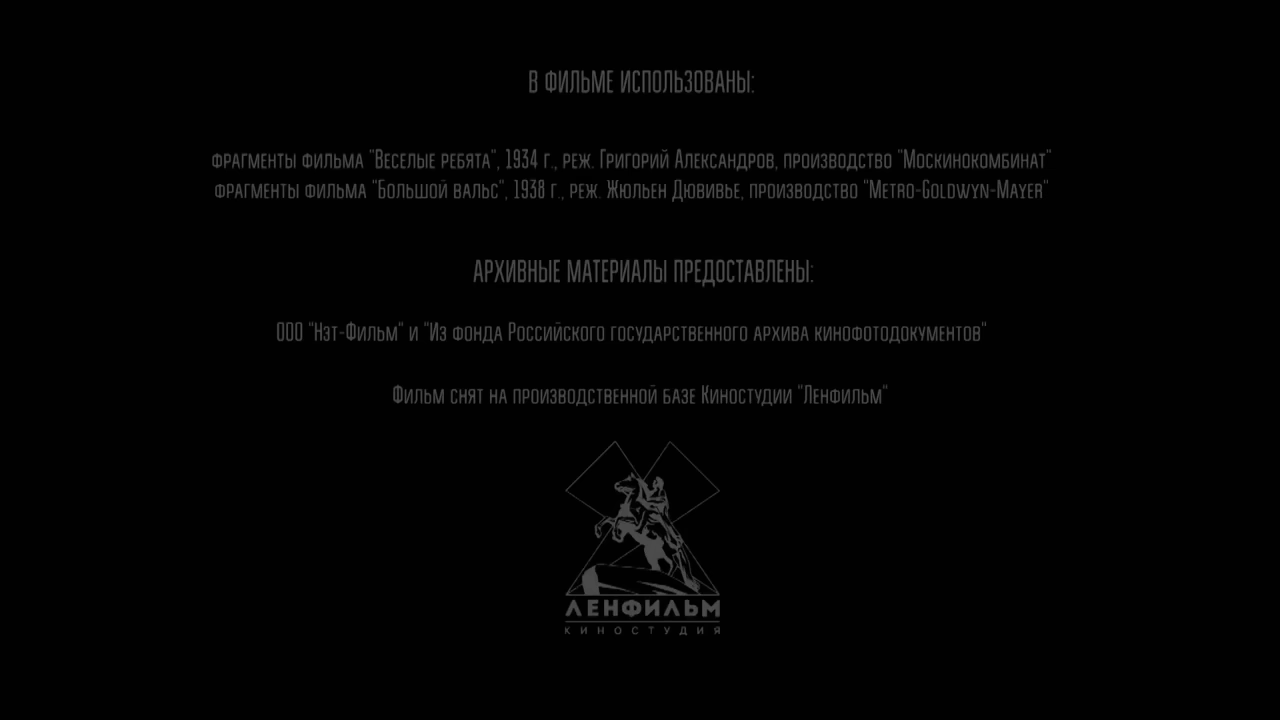 В ФИЛЬМЕ ИСПОЛЬЗОВАНЫ:
фрагменты фильма "Веселые ребята", 1934 г., реж. Григорий Александров, производство "Москинокомбинат"
фрагменты фильма "Большой вальс", 1938 г., реж. Жюльен Дювивье, производство "Metro-Goldwyn-Mayer"
АРХИВНЫЕ МАТЕРИАЛЫ ПРЕДОСТАВЛЕНЫ:
ООО "Нэт-Фильм" и "Из фонда Российского государственного архива кинофотодокументов"
Фильм снят на производственной базе Киностудии "Ленфильм"
ЛЕНФИЛЬМ
КИНОСТУДИЯ